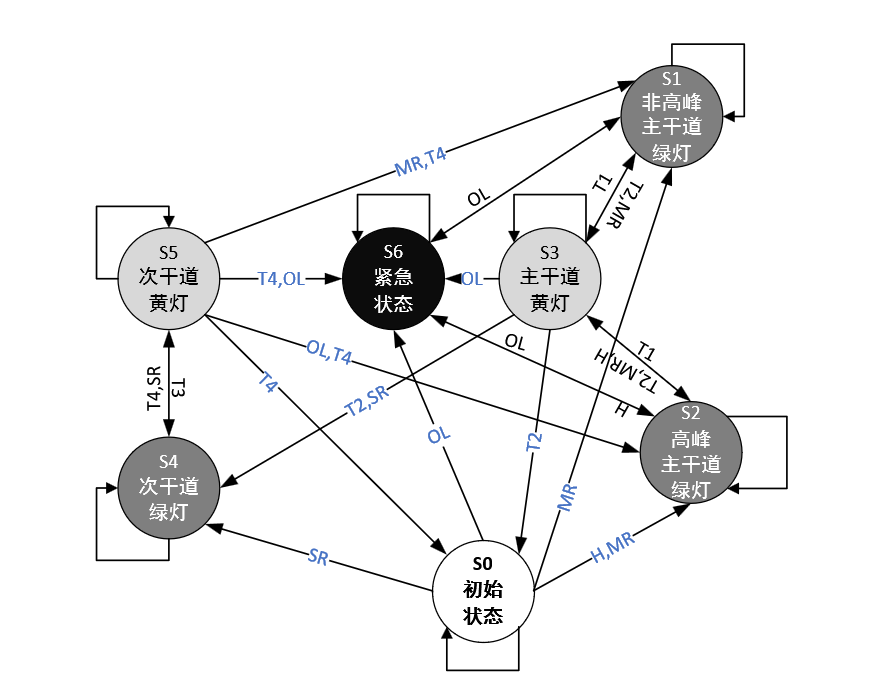 S1
非高峰
主干道
绿灯
MR,T4
OL
T1
T2,MR
S5
次干道
黄灯
T4,OL
S6
紧急
状态
OL
S3
主干道
黄灯
OL
T1
T2,MR,H
OL,T4
T4
T4,SR
T3
T2,SR
H
S2
高峰
主干道
绿灯
OL
T2
S4
次干道
绿灯
MR
SR
H,MR
S0
初始
状态